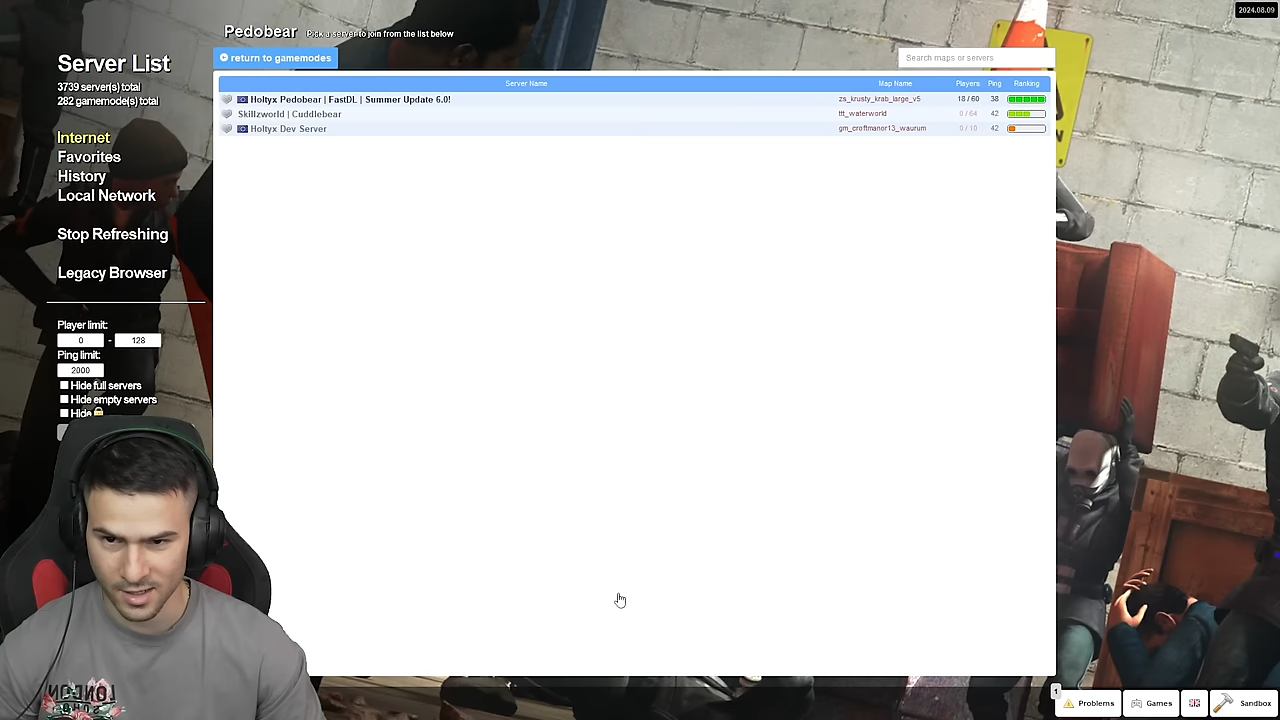 2024.08.09
Pedobear Pick a server to join from the list below
Server List
3739 server(s) total
282 gamemode(s) total
return to gamemodes
Search maps or servers
Server Name Map Name Players Ping Ranking
Holtyx Pedobear | FastDL | Summer Update 6.0! zs_krusty_krab_large_v5 18 / 60 38
Skillzworld | Cuddlebear ttt_waterworld 0 / 64 42
Holtyx Dev Server gm_croftmanor13_waurum 0 / 10 42
Internet
Favorites
History
Local Network
Stop Refreshing
Legacy Browser
Player limit:
0 - 128
Ping limit:
2000
Hide full servers
Hide empty servers
Hide
1
Problems Games Sandbox